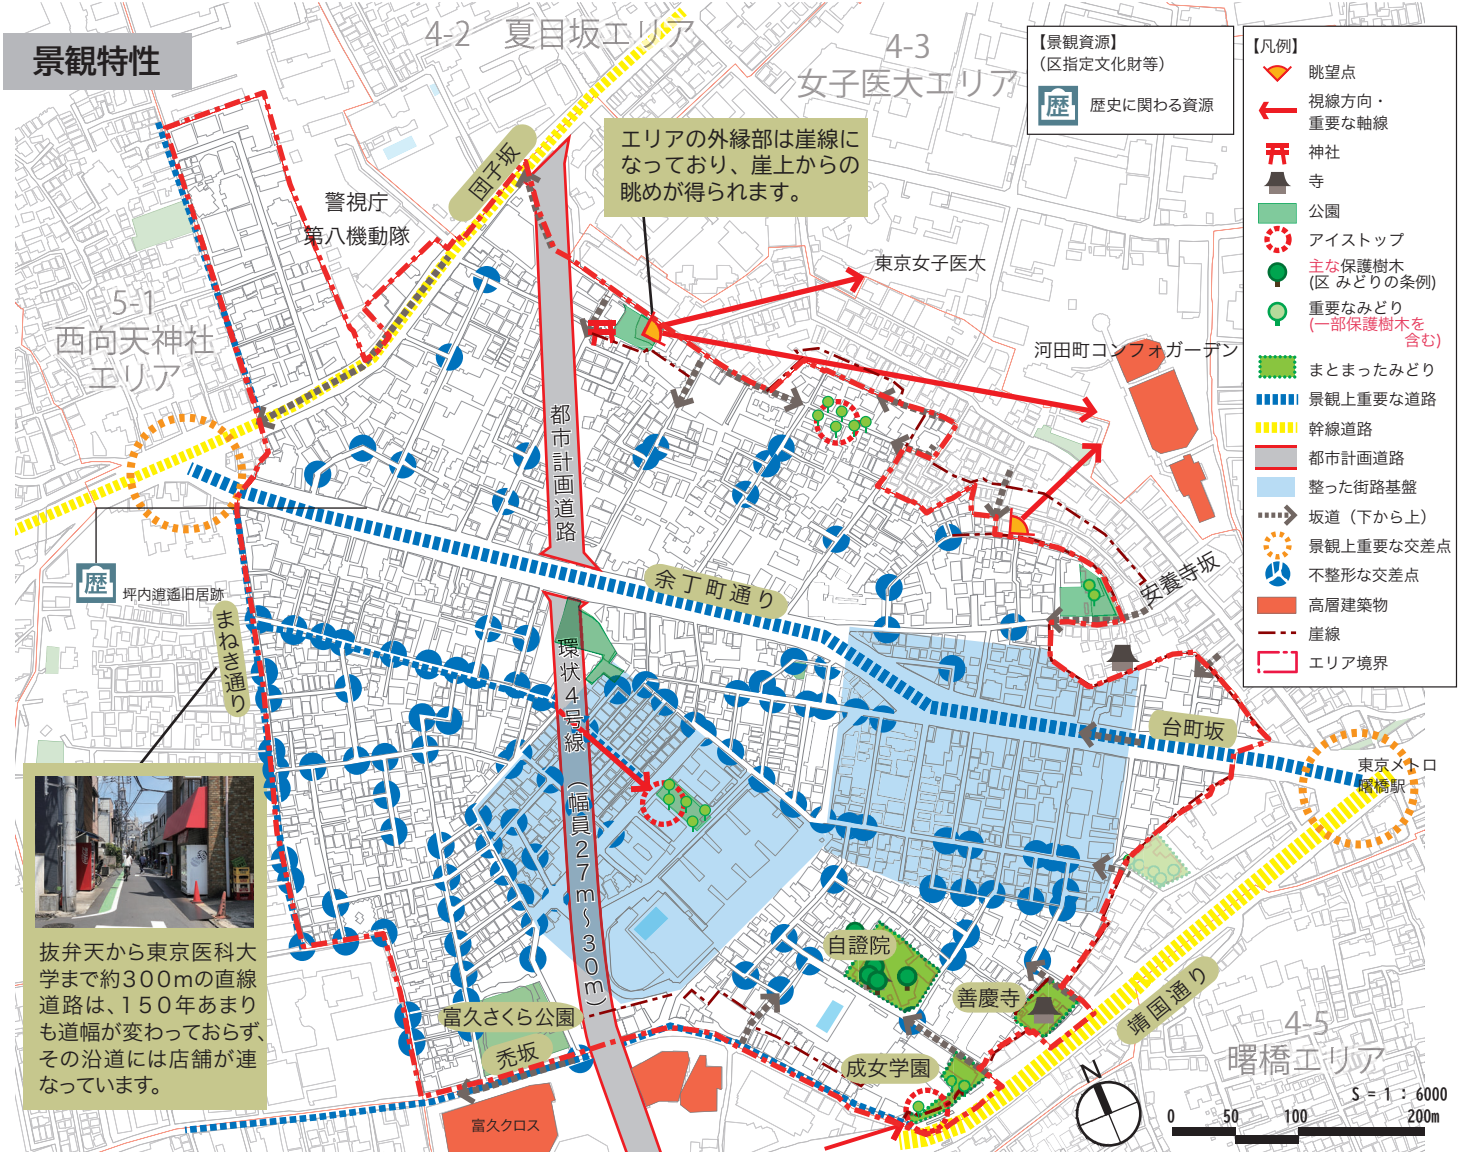 景観特性
4-2 夏目坂エリア
4-3
女子医大エリア
【景観資源】
(区指定文化財等)
歴
歴史に関わる資源
【凡例】
眺望点
視線方向・
重要な軸線
神社
寺
公園
アイストップ
主な保護樹木
(区 みどりの条例)
重要なみどり
(一部保護樹木を
含む)
まとまったみどり
景観上重要な道路
幹線道路
都市計画道路
整った街路基盤
坂道（下から上）
景観上重要な交差点
不整形な交差点
高層建築物
崖線
エリア境界
エリアの外縁部は崖線に
なっており、崖上からの
眺めが得られます。
団子坂
警視庁
第八機動隊
東京女子医大
5-1
西向天神社
エリア
河田町コンフォガーデン
都市計画道路
余丁町通り
安養寺坂
歴
坪内逍遙旧居跡
まねき通り
環状4号線（幅員27m～30m）
台町坂
東京メトロ
曙橋駅
抜弁天から東京医科大
学まで約300mの直線
道路は、150年あまり
も道幅が変わっておらず、
その沿道には店舗が連
なっています。
自證院
善慶寺
靖国通り
富久さくら公園
禿坂
成女学園
4-5
曙橋エリア
富久クロス
N
S = 1 : 6000
0 50 100 200m